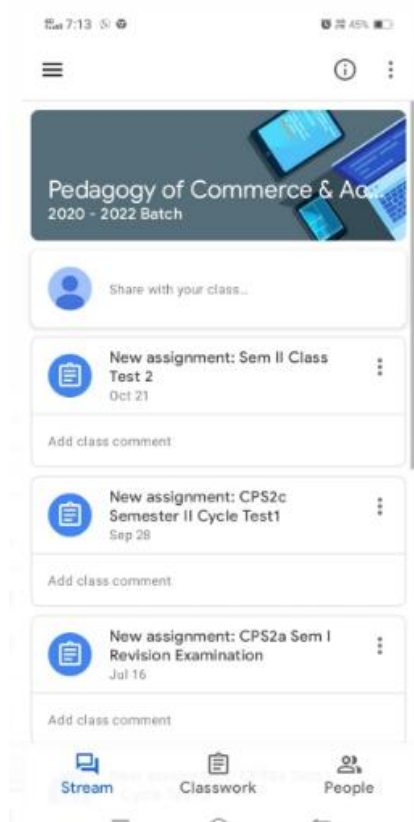 7:13
45%
Pedagogy of Commerce & Ac...
2020 - 2022 Batch
Share with your class...
New assignment: Sem II Class
Test 2
Oct 21
Add class comment
New assignment: CPS2c
Semester II Cycle Test1
Sep 28
Add class comment
New assignment: CPS2a Sem I
Revision Examination
Jul 16
Add class comment
Stream
Classwork
People